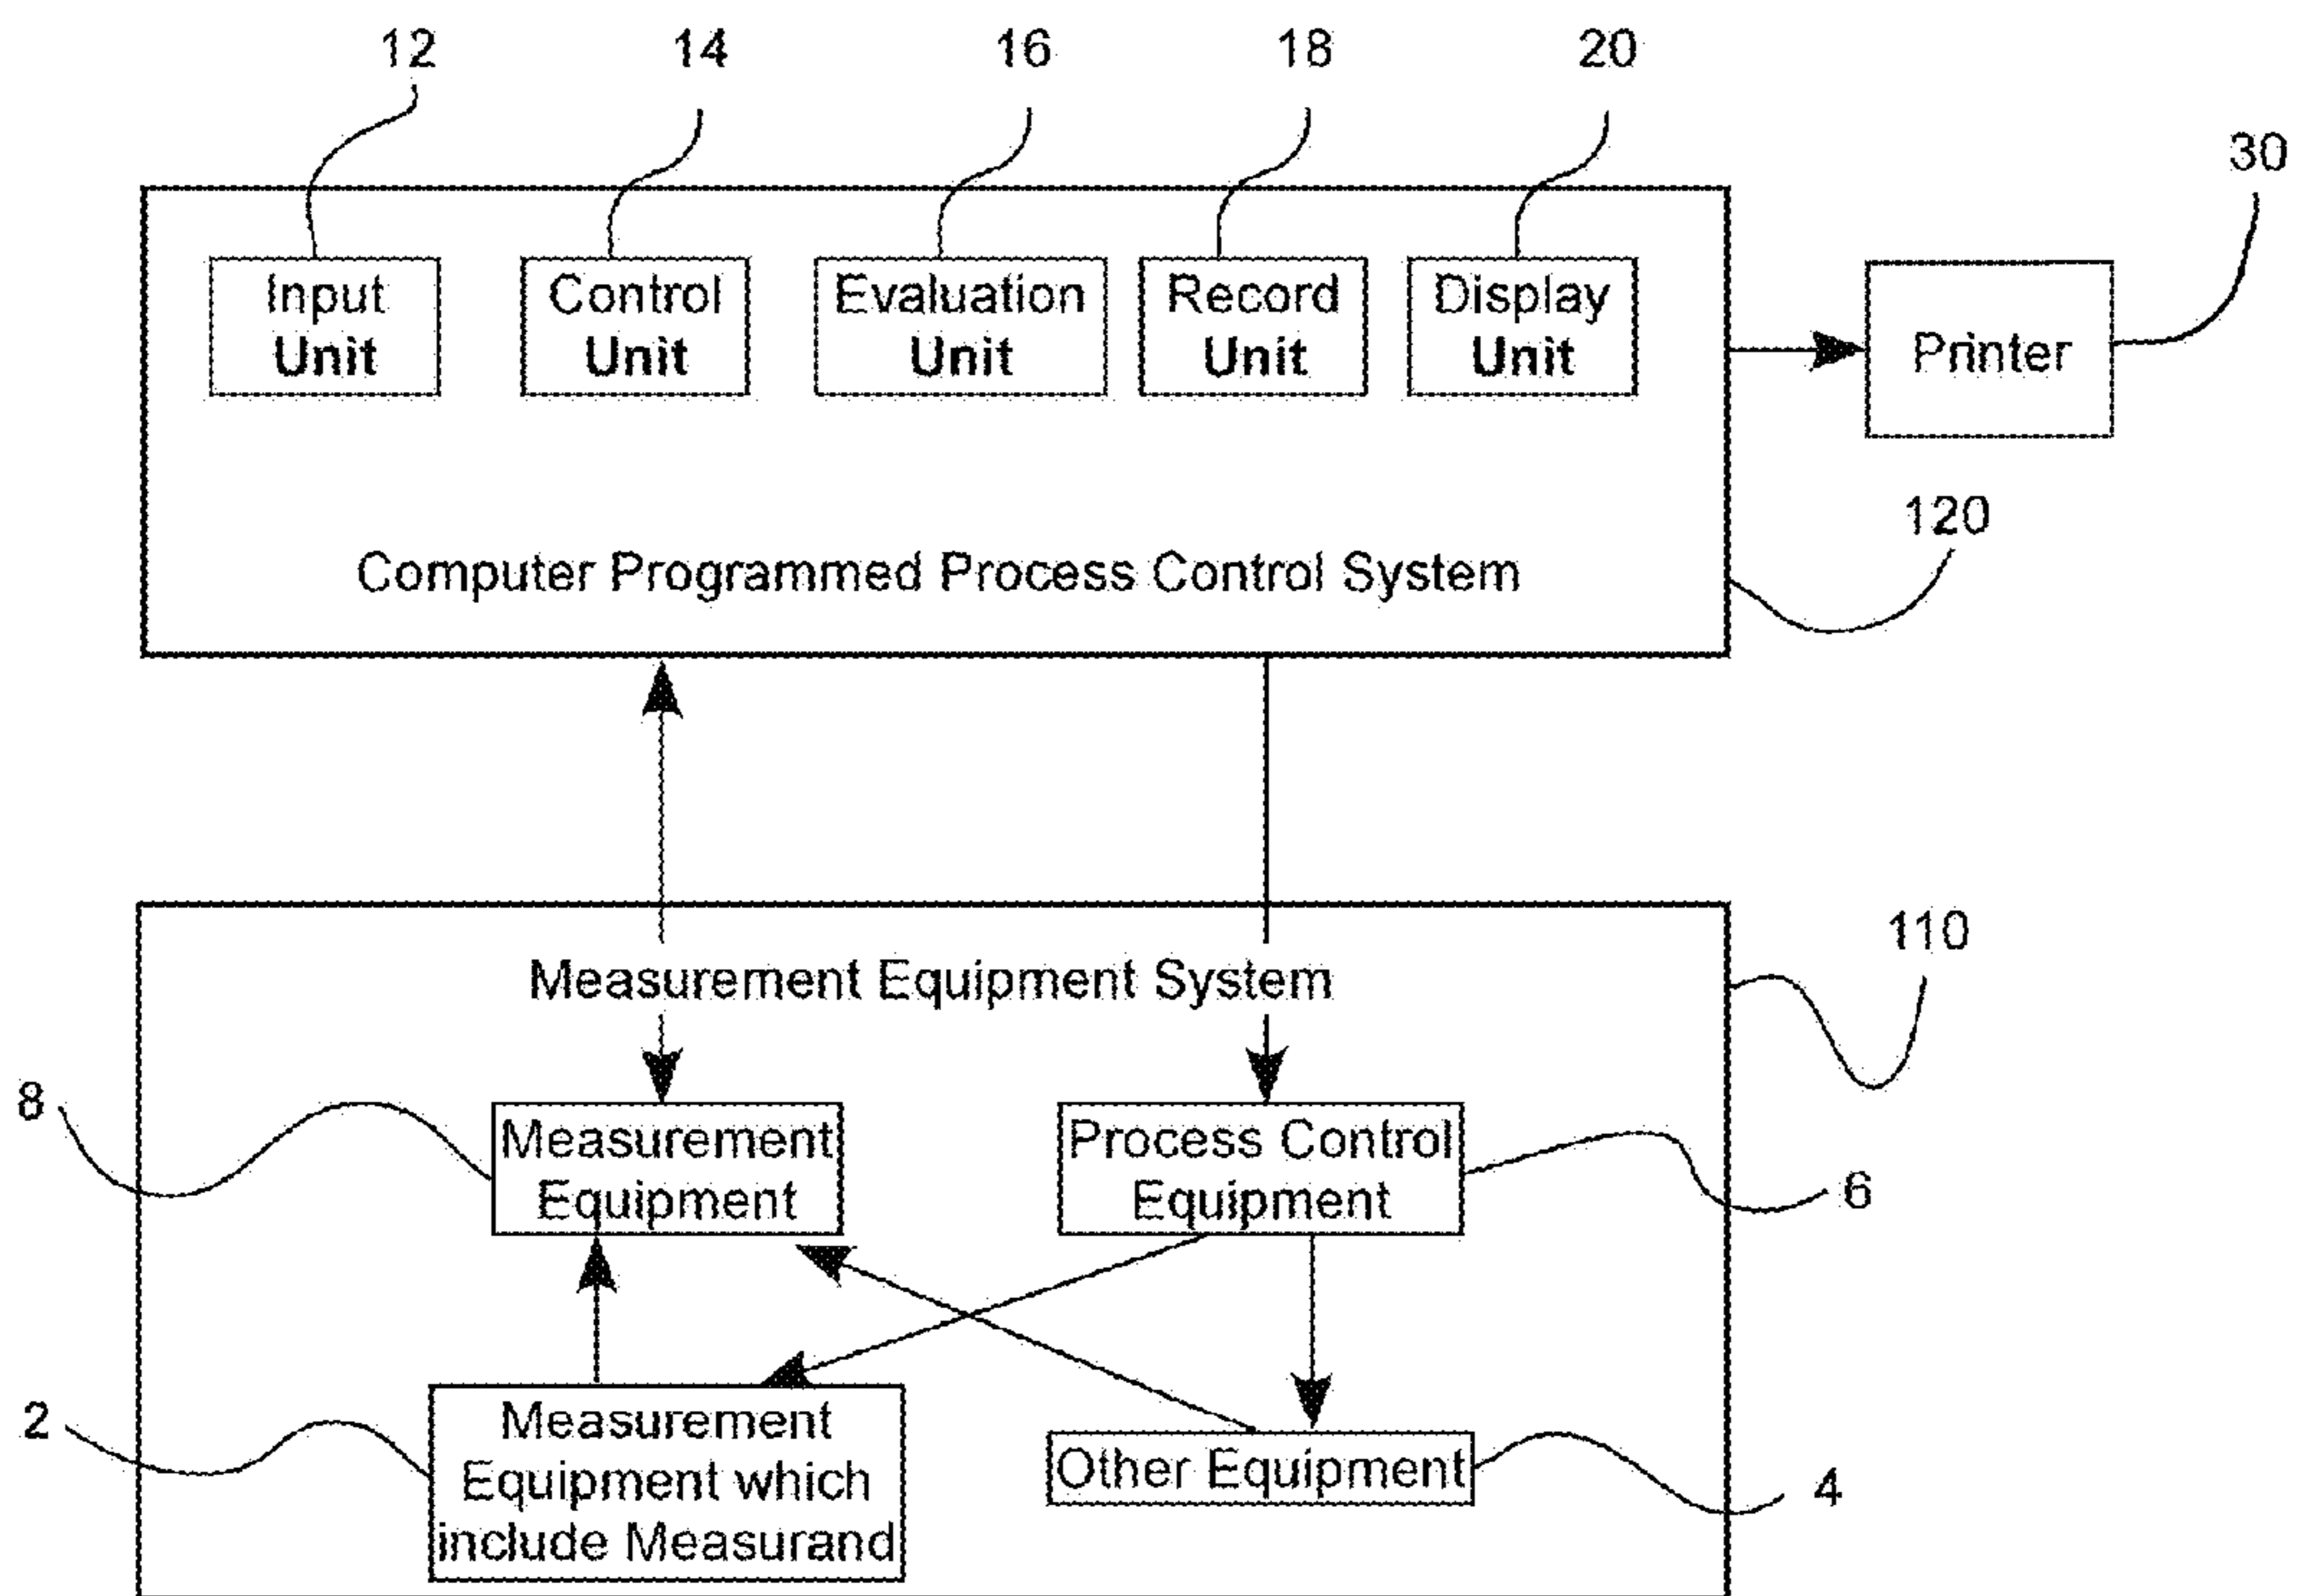 12
14
16
18
20
30
Input
Unit
Control
Unit
Evaluation
Unit
Record
Unit
Display
Unit
Printer
120
Computer Programmed Process Control System
110
Measurement Equipment System
8
Measurement
Equipment
Process Control
Equipment
6
2
Measurement
Equipment which
include Measurand
Other Equipment
4